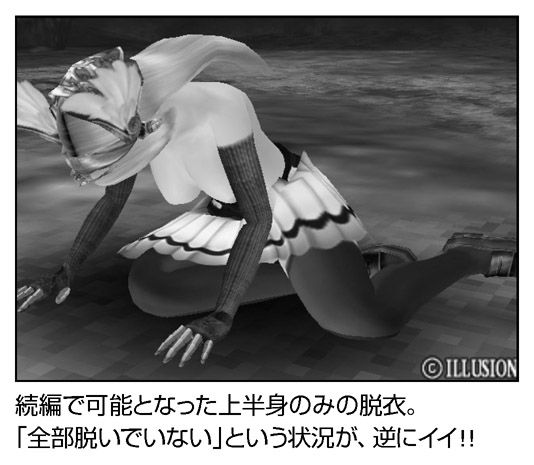 © ILLUSION
続編で可能となった上半身のみの脱衣。
「全部脱いでいない」という状況が、逆にイイ!!